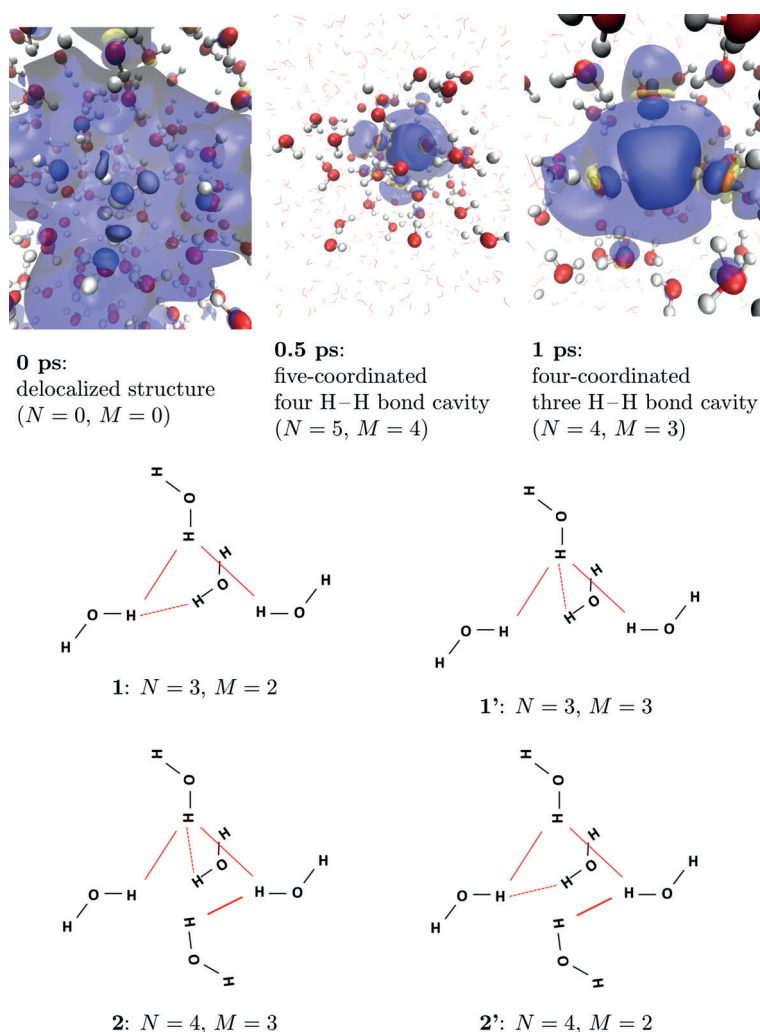 0 ps:
delocalized structure
(N = 0, M = 0)
0.5 ps:
five-coordinated
four H–H bond cavity
(N = 5, M = 4)
1 ps:
four-coordinated
three H–H bond cavity
(N = 4, M = 3)
H
O
H
H
O
H
O–H
H
H
H–O
1: N = 3, M = 2
H
O
H
H
O
H
O–H
H
H
H–O
1’: N = 3, M = 3
H
O
H
H
O
H
O–H
H
H
H–O
H
O
H
2: N = 4, M = 3
H
O
H
H
O
H
O–H
H
H
H–O
H
O
H
2’: N = 4, M = 2